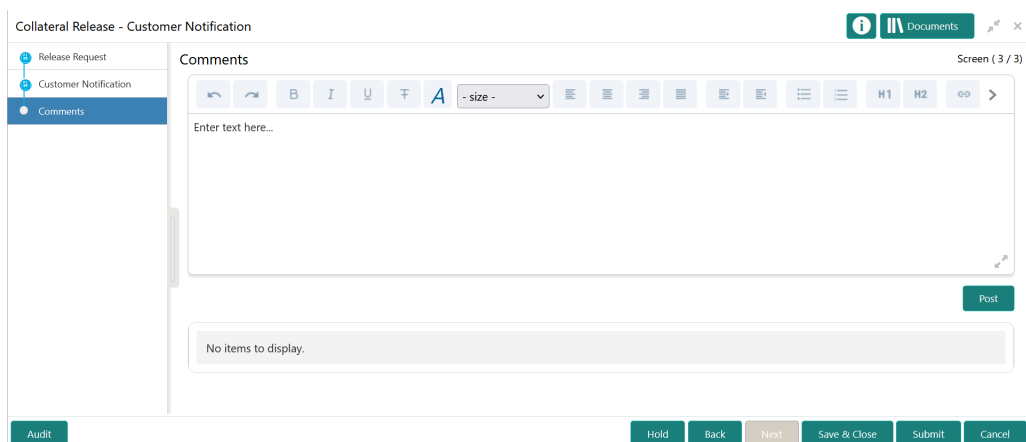 Collateral Release - Customer Notification
Documents
Release Request
Customer Notification
Comments
Comments
Screen ( 3 / 3)
B I U T A - size - H1 H2
Enter text here...
Post
No items to display.
Audit
Hold Back Next Save & Close Submit Cancel